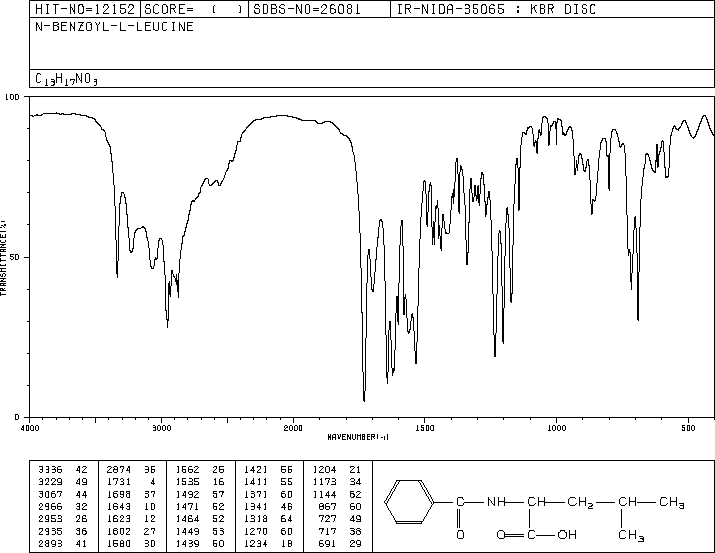 HIT-NO=12152 SCORE= ( ) SDBS-NO=26081 IR-NIDA-35065 : KBR DISC
N-BENZOYL-L-LEUCINE
C13H17NO3
100
TRANSMITTANCE(%)
50
0
4000 3000 2000 1500 1000 500
WAVENUMBER(-1)
3336 42 2874 36 1562 25 1421 55 1204 21
3229 49 1731 4 1535 16 1411 55 1173 34
3067 44 1698 37 1492 57 1371 60 1144 62
2966 32 1643 10 1471 52 1341 46 867 60
2953 26 1623 12 1464 52 1318 64 727 49
2935 36 1602 27 1449 53 1270 60 717 38
2893 41 1580 30 1439 50 1234 18 691 29
C NH CH CH2 CH CH3
O C OH CH3
O